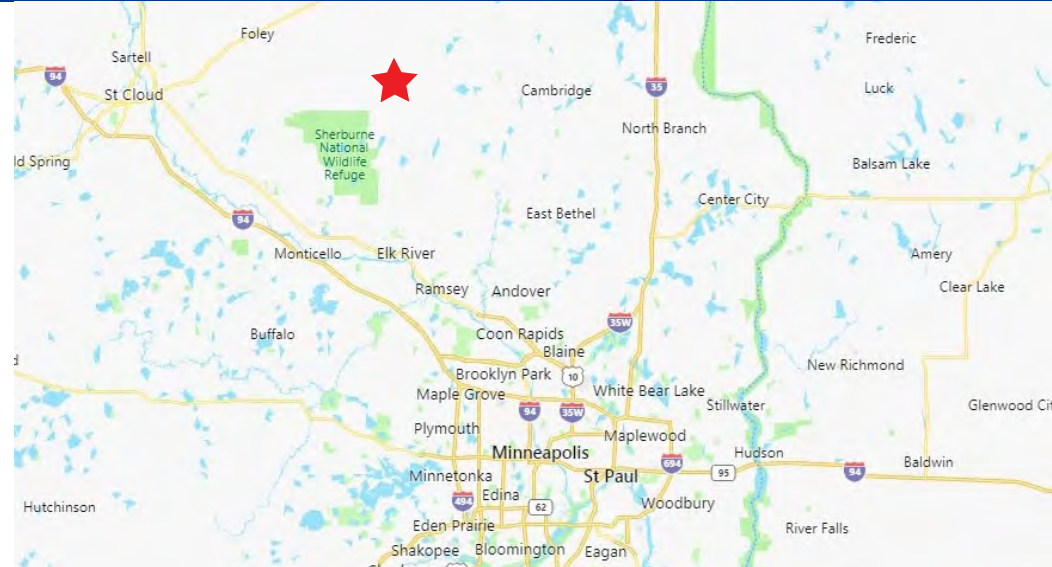 Foley
Frederic
Sartell
94
35
St Cloud
Cambridge
Luck
North Branch
Sherburne
National
Wildlife
Refuge
ld Spring
Balsam Lake
Center City
94
East Bethel
Monticello
Elk River
Amery
Ramsey
Andover
Clear Lake
35W
Buffalo
Coon Rapids
Blaine
New Richmond
Brooklyn Park
10
Maple Grove
White Bear Lake
94
35W
Stillwater
Glenwood Cit
Plymouth
Maplewood
Minneapolis
Hudson
694
95
94
Baldwin
Minnetonka
St Paul
494
Edina
62
Woodbury
Hutchinson
Eden Prairie
River Falls
Shakopee
Bloomington
Eagan